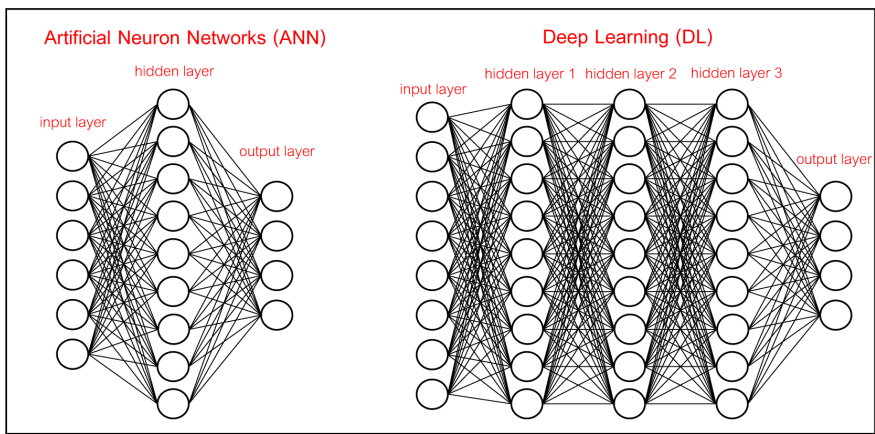 Artificial Neuron Networks (ANN)
hidden layer
input layer
output layer
Deep Learning (DL)
input layer
hidden layer 1
hidden layer 2
hidden layer 3
output layer